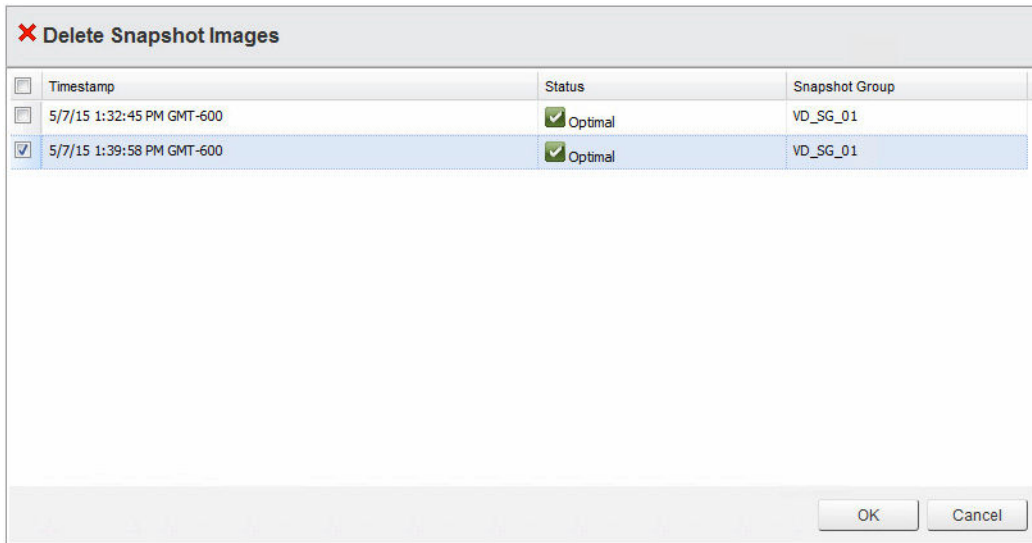 Delete Snapshot Images
Timestamp Status Snapshot Group
5/7/15 1:32:45 PM GMT-600 Optimal VD_SG_01
5/7/15 1:39:58 PM GMT-600 Optimal VD_SG_01
OK Cancel